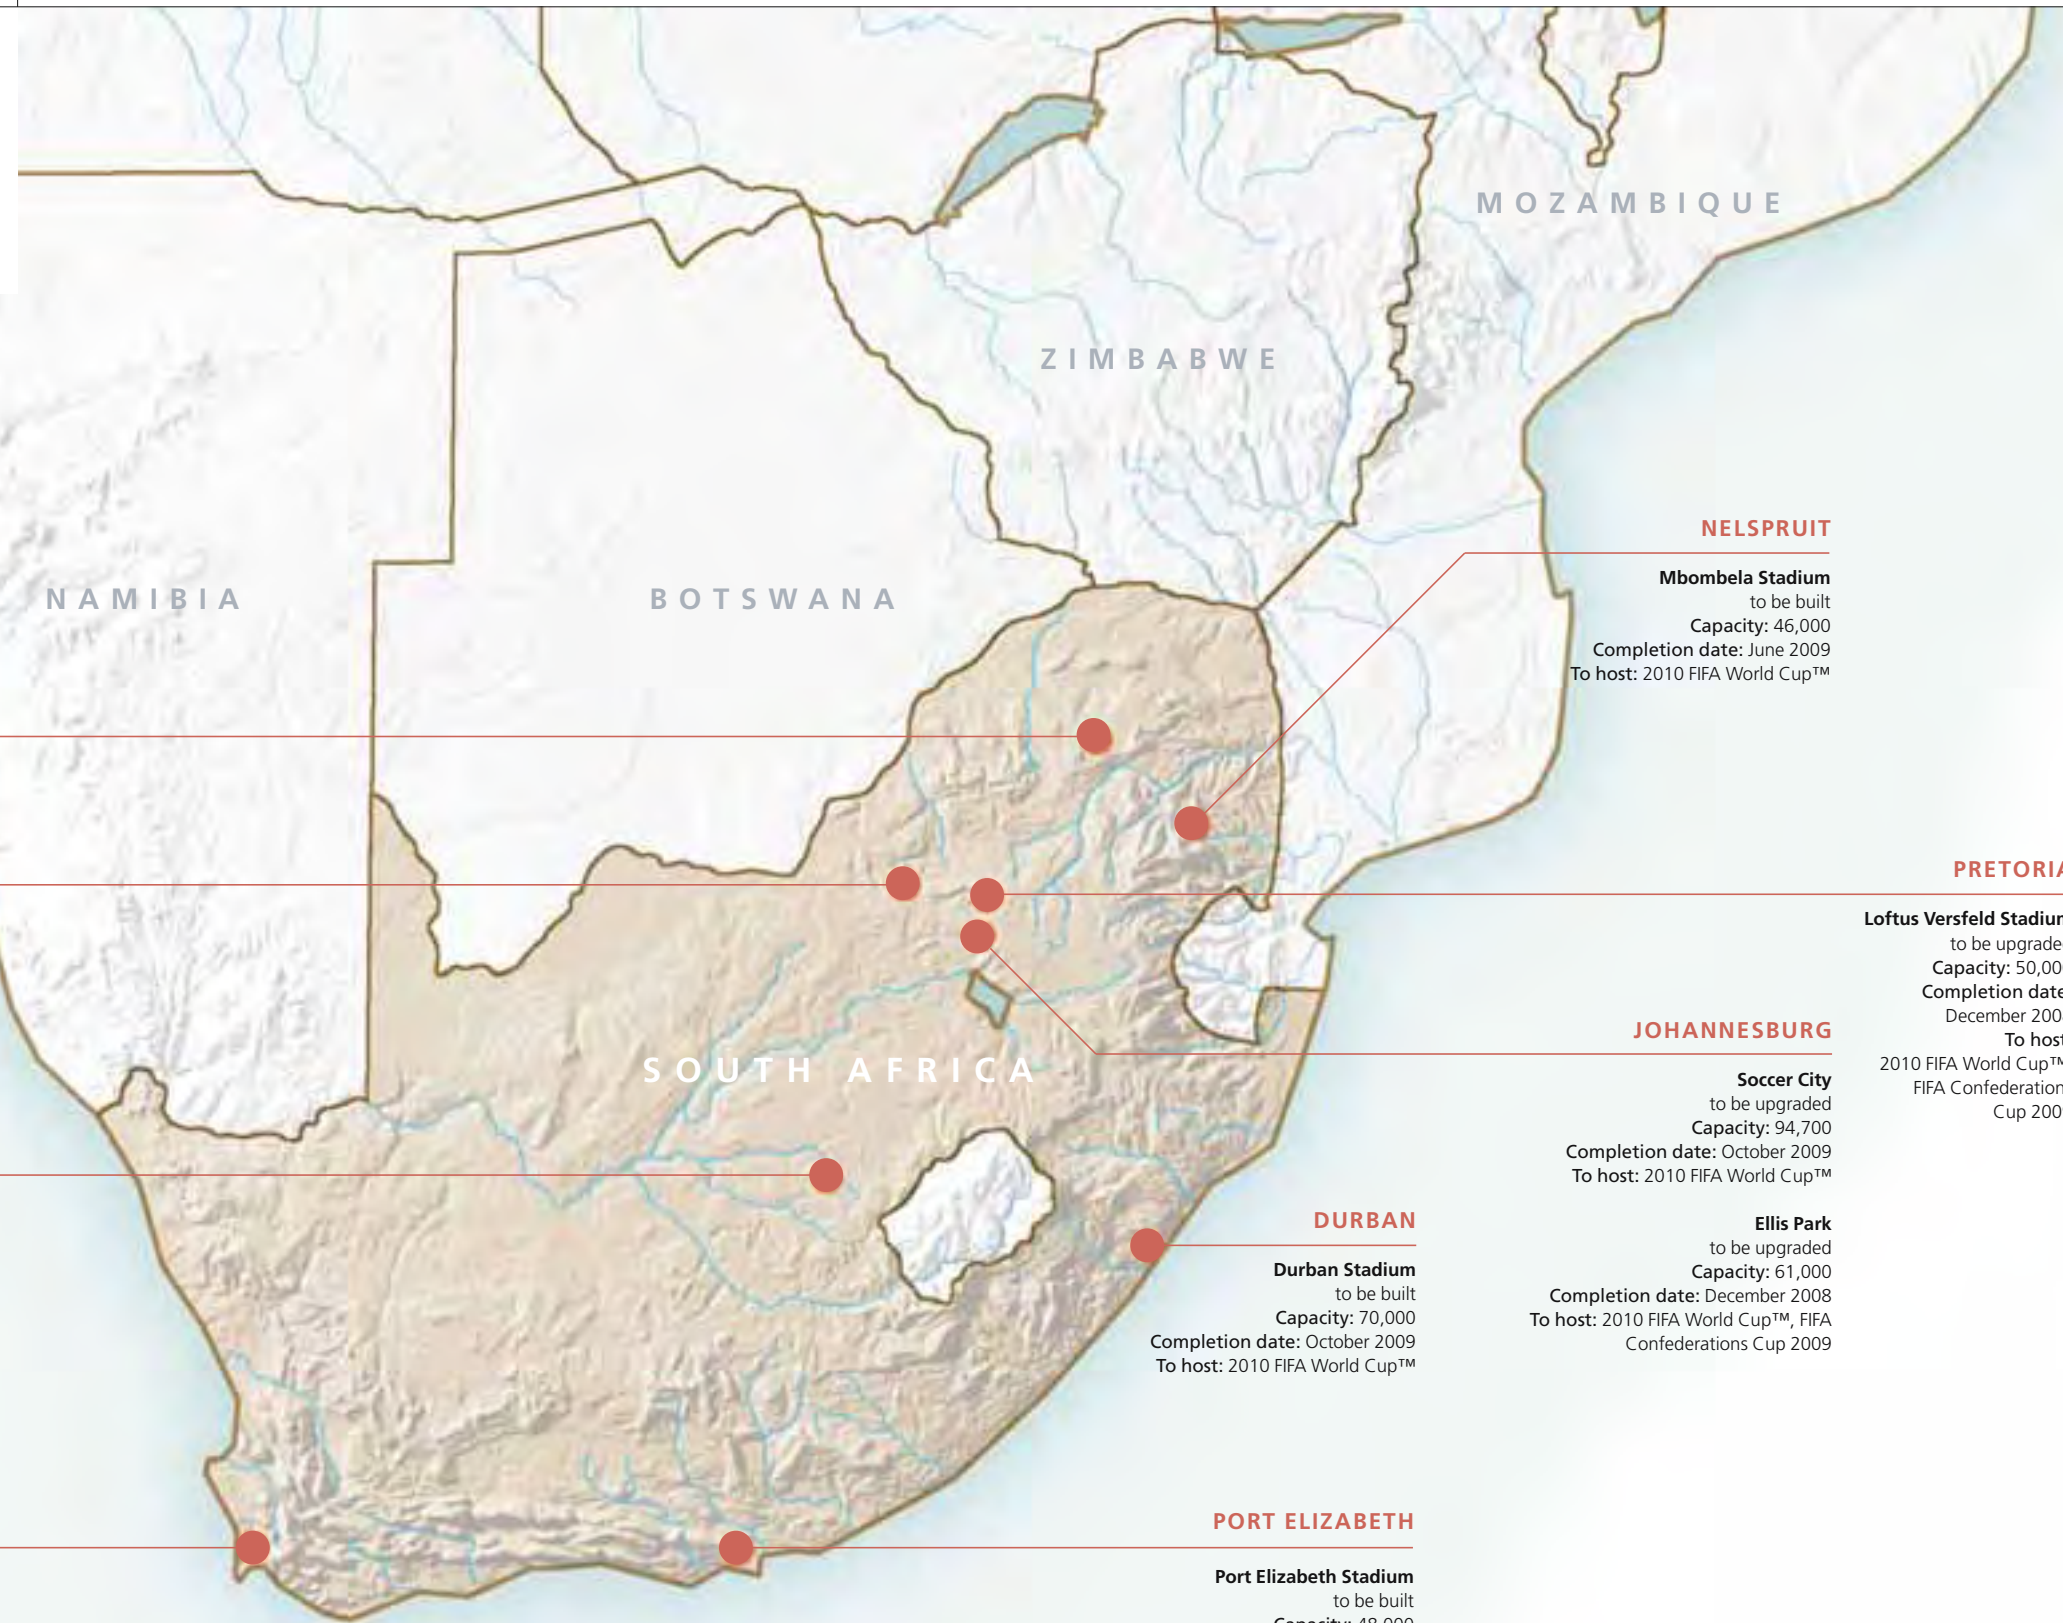 MOZAMBIQUE
ZIMBABWE
NAMIBIA
BOTSWANA
SOUTH AFRICA
NELSPRUIT
Mbombela Stadium
to be built
Capacity: 46,000
Completion date: June 2009
To host: 2010 FIFA World Cup™
PRETORIA
Loftus Versfeld Stadium
to be upgraded
Capacity: 50,00
Completion date
December 200
To host
2010 FIFA World Cup™
FIFA Confederation
Cup 200
JOHANNESBURG
Soccer City
to be upgraded
Capacity: 94,700
Completion date: October 2009
To host: 2010 FIFA World Cup™
Ellis Park
to be upgraded
Capacity: 61,000
Completion date: December 2008
To host: 2010 FIFA World Cup™, FIFA
Confederations Cup 2009
DURBAN
Durban Stadium
to be built
Capacity: 70,000
Completion date: October 2009
To host: 2010 FIFA World Cup™
PORT ELIZABETH
Port Elizabeth Stadium
to be built
Capacity: 48,000